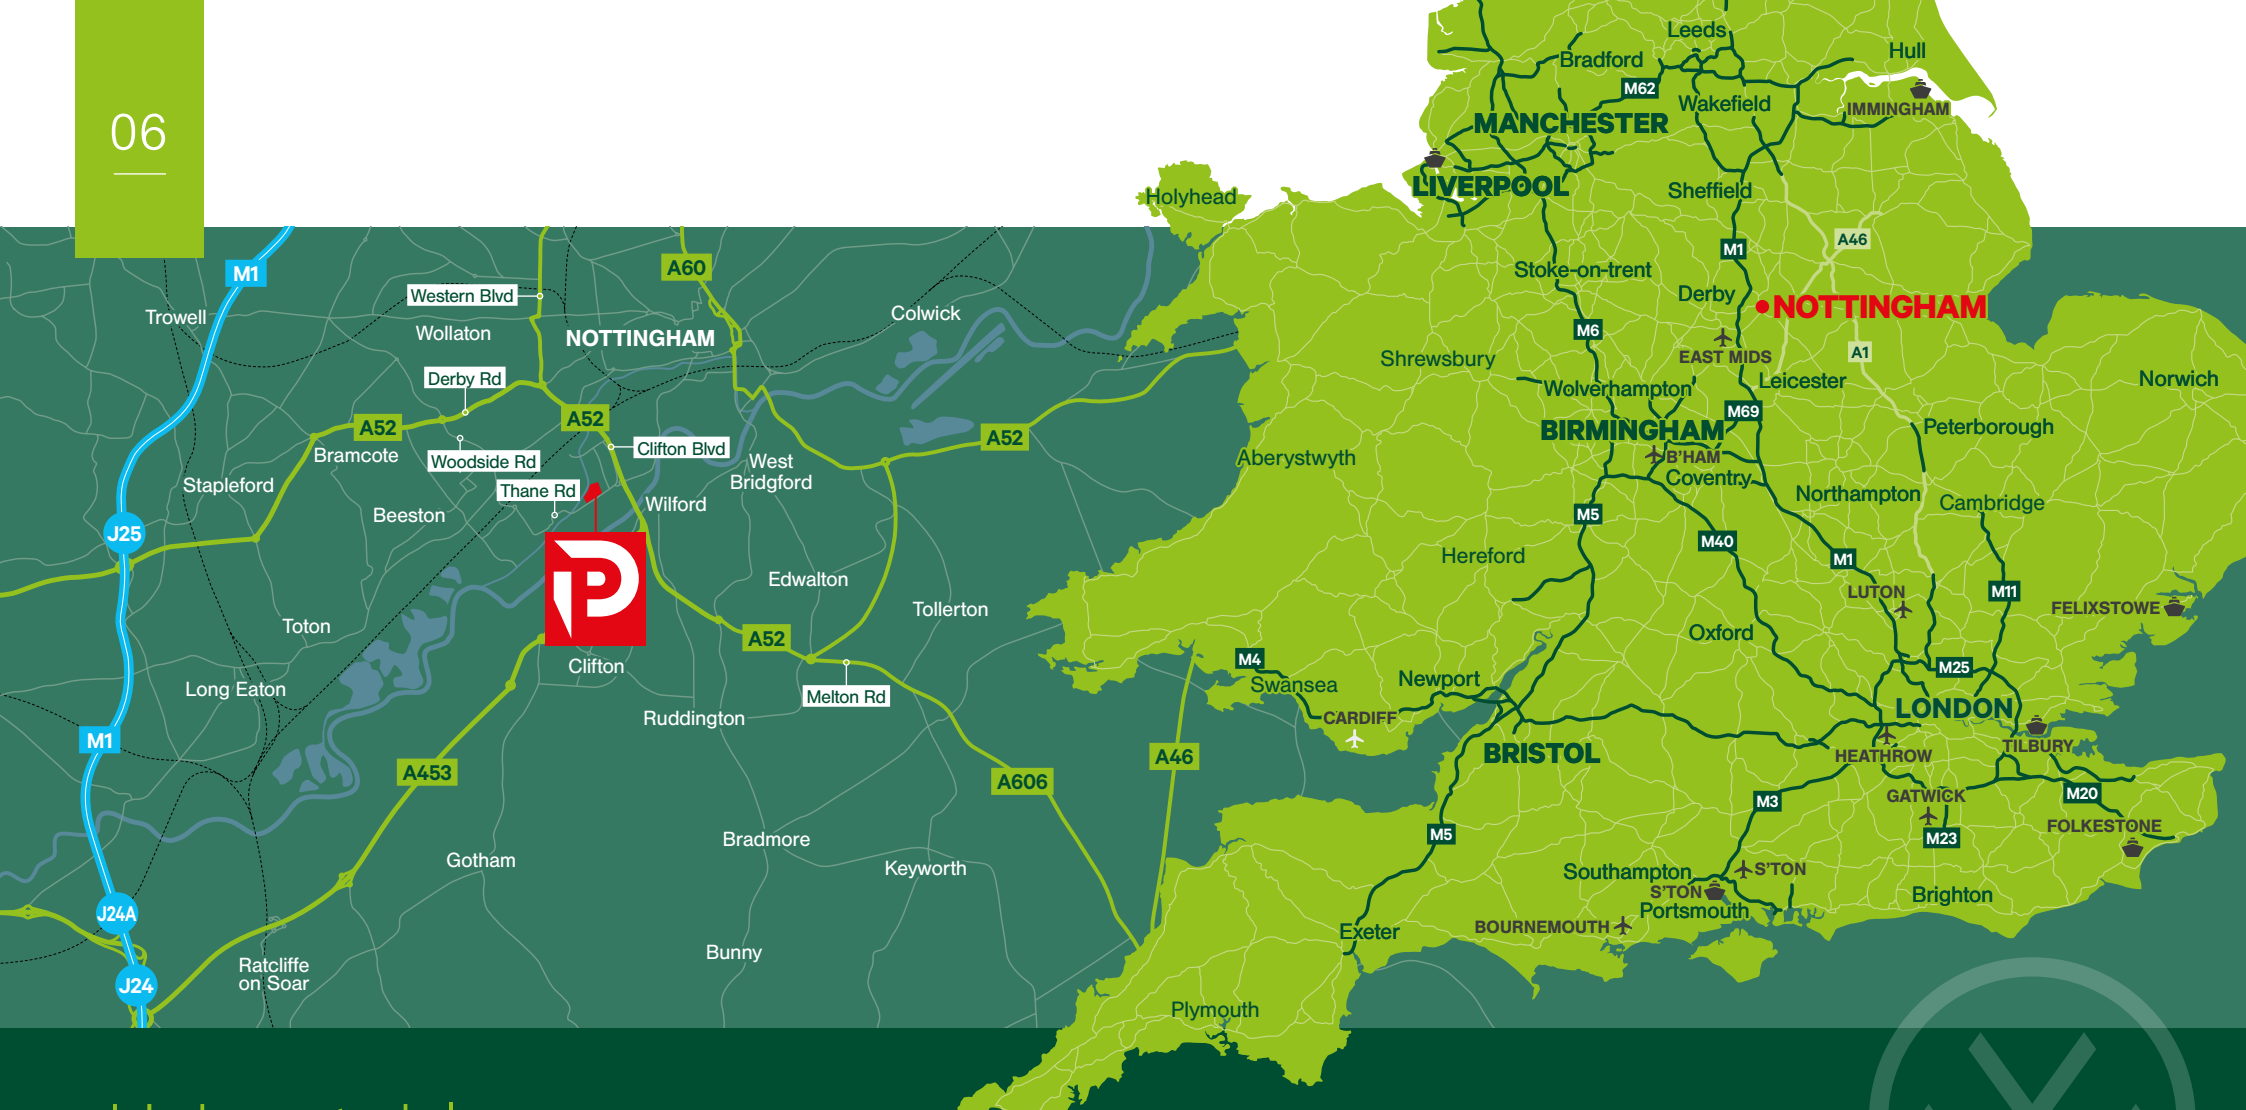 06
M1
Trowell
Western Blvd
A60
Wollaton
NOTTINGHAM
Colwick
Derby Rd
A52
A52
Clifton Blvd
A52
Bramcote
Woodside Rd
West
Bridgford
Stapleford
Thane Rd
Wilford
Beeston
J25
P
Edwalton
Tollerton
Toton
A52
Clifton
Long Eaton
Melton Rd
Ruddington
M1
A453
A606
A46
Bradmore
Gotham
Keyworth
J24A
Bunny
Ratcliffe
on Soar
J24
Leeds
Hull
Bradford
M62
Wakefield
IMMINGHAM
MANCHESTER
LIVERPOOL
Sheffield
Holyhead
M1
A46
Stoke-on-trent
Derby
NOTTINGHAM
M6
EAST MIDS
A1
Shrewsbury
Leicester
Norwich
Wolverhampton
M69
BIRMINGHAM
Peterborough
B'HAM
Aberystwyth
Coventry
Northampton
Cambridge
M5
M40
Hereford
M1
LUTON
M11
FELIXSTOWE
Oxford
M4
M25
Swansea
Newport
CARDIFF
LONDON
BRISTOL
TILBURY
HEATHROW
M3
GATWICK
M20
M5
M23
FOLKESTONE
Southampton
S'TON
S'TON
Portsmouth
Brighton
BOURNEMOUTH
Exeter
Plymouth